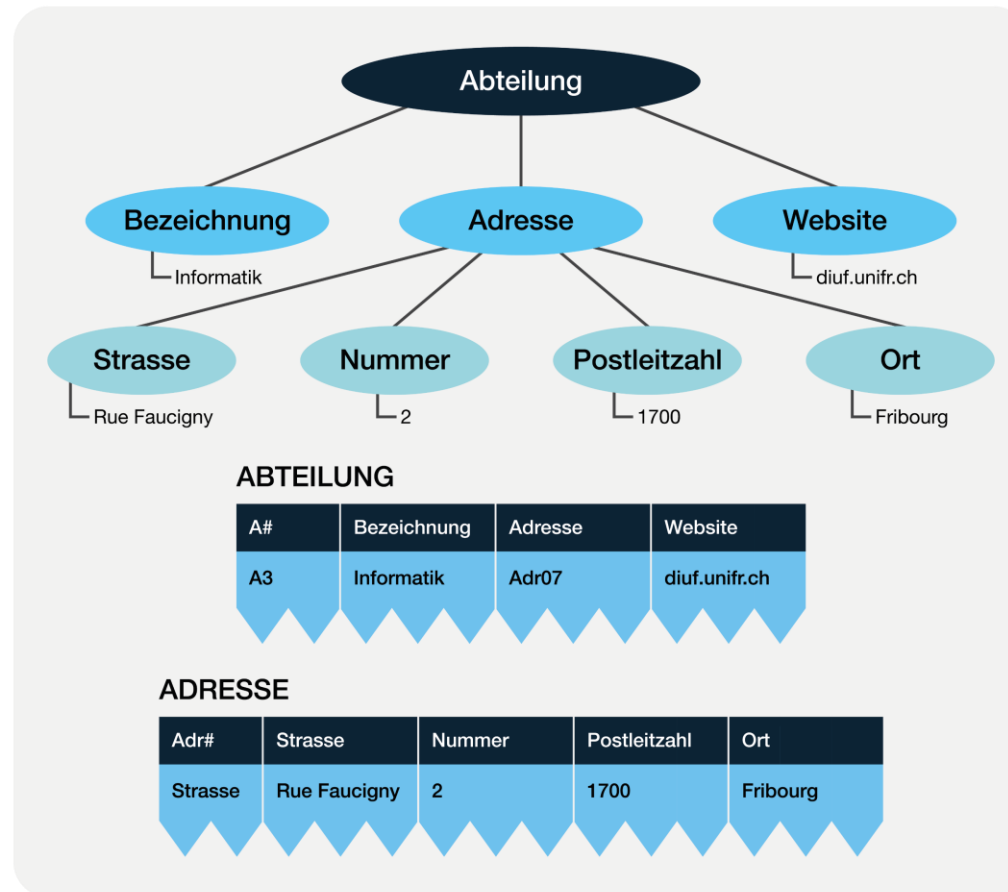 Abteilung
Bezeichnung Adresse Website
Informatik diuf.unifr.ch
Strasse Nummer Postleitzahl Ort
Rue Faucigny 2 1700 Fribourg
ABTEILUNG
A# Bezeichnung Adresse Website
A3 Informatik Adr07 diuf.unifr.ch
ADRESSE
Adr# Strasse Nummer Postleitzahl Ort
Strasse Rue Faucigny 2 1700 Fribourg